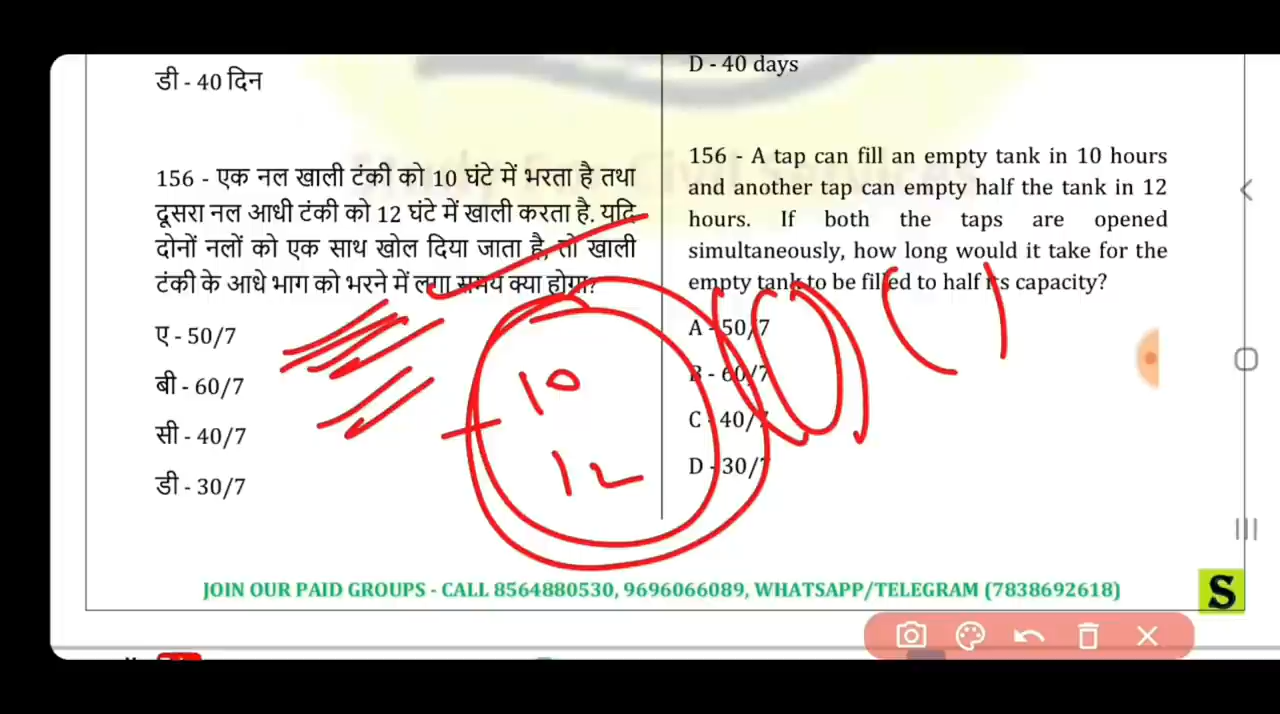 डी - 40 दिन
156 - एक नल खाली टंकी को 10 घंटे में भरता है तथा
दूसरा नल आधी टंकी को 12 घंटे में खाली करता है. यदि
दोनों नलों को एक साथ खोल दिया जाता है, तो खाली
टंकी के आधे भाग को भरने में लगा समय क्या होगा?
ए - 50/7
बी - 60/7
सी - 40/7
डी - 30/7
10
12
D - 40 days
156 - A tap can fill an empty tank in 10 hours
and another tap can empty half the tank in 12
hours. If both the taps are opened
simultaneously, how long would it take for the
empty tank to be filled to half its capacity?
A - 50/7
B - 60/7
C - 40/7
D - 30/7
JOIN OUR PAID GROUPS - CALL 8564880530, 9696066089, WHATSAPP/TELEGRAM (7838692618)
S